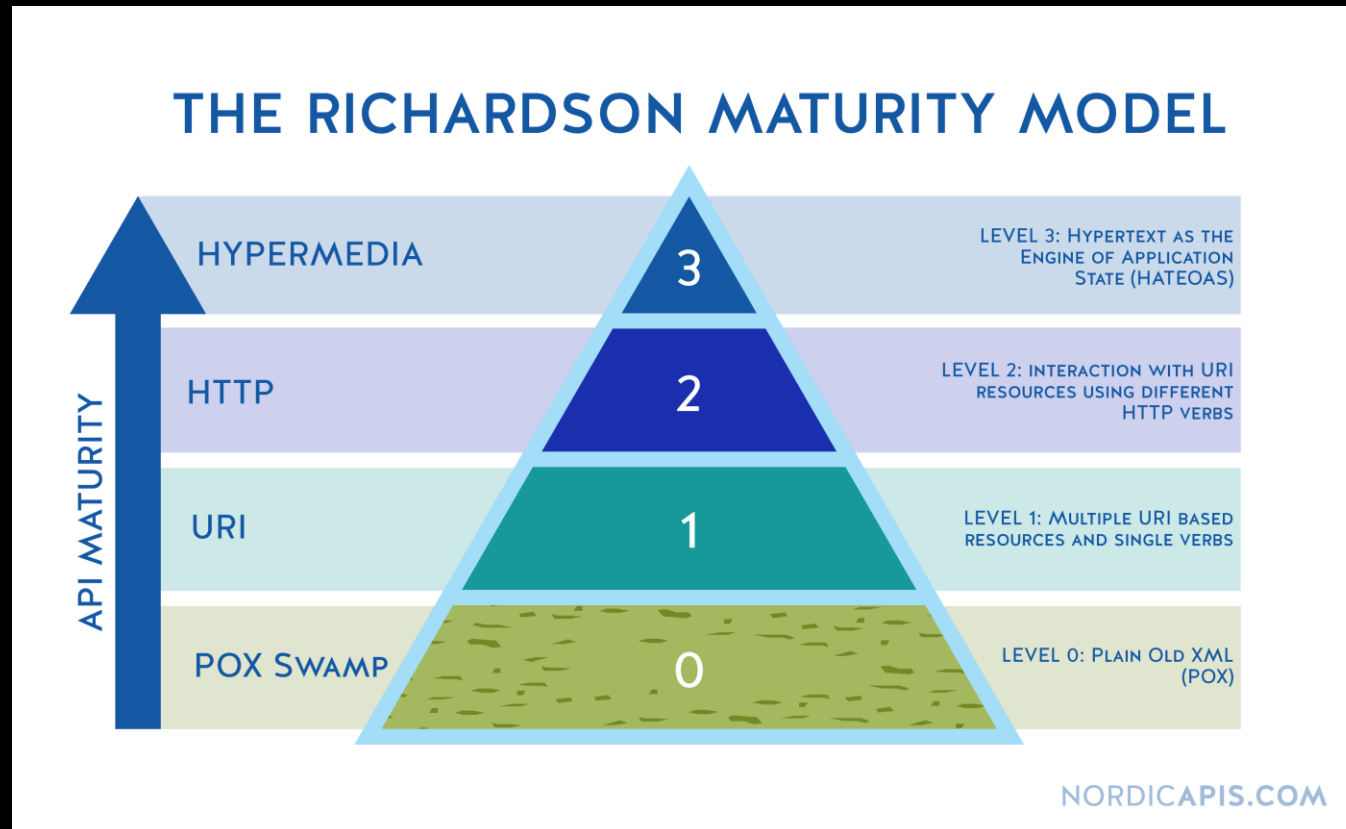 THE RICHARDSON MATURITY MODEL
API MATURITY
HYPERMEDIA
3
LEVEL 3: HYPERTEXT AS THE
ENGINE OF APPLICATION
STATE (HATEOAS)
HTTP
2
LEVEL 2: INTERACTION WITH URI
RESOURCES USING DIFFERENT
HTTP VERBS
URI
1
LEVEL 1: MULTIPLE URI BASED
RESOURCES AND SINGLE VERBS
POX SWAMP
0
LEVEL 0: PLAIN OLD XML
(POX)
NORDICAPIS.COM